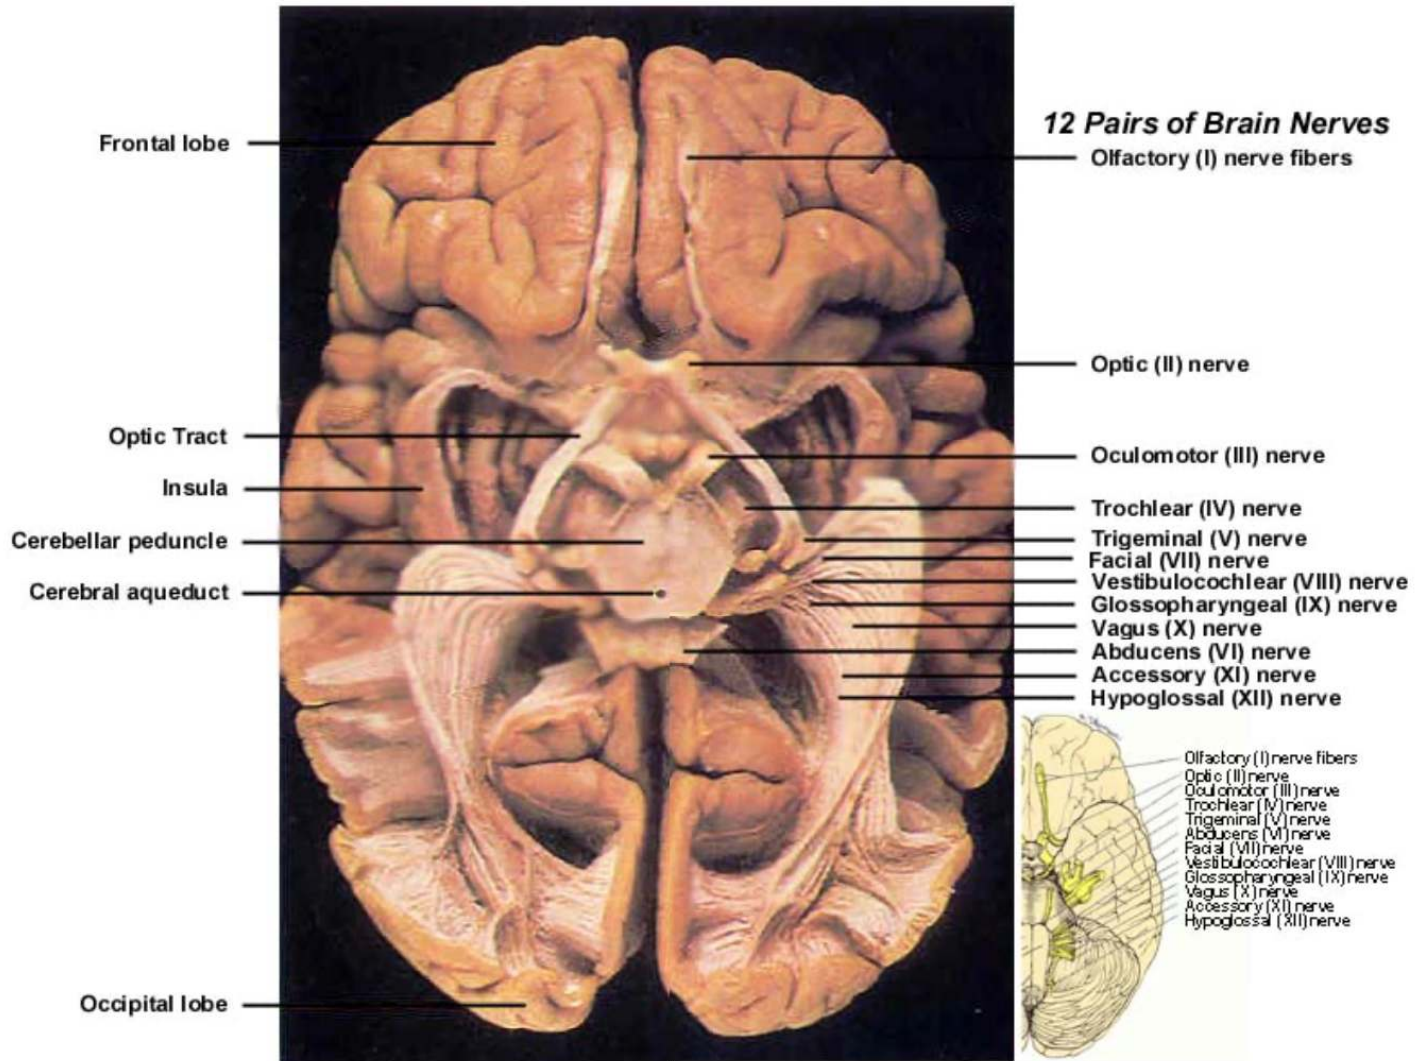 12 Pairs of Brain Nerves
Frontal lobe
Olfactory (I) nerve fibers
Optic (II) nerve
Optic Tract
Oculomotor (III) nerve
Insula
Trochlear (IV) nerve
Cerebellar peduncle
Trigeminal (V) nerve
Facial (VII) nerve
Vestibulocochlear (VIII) nerve
Cerebral aqueduct
Glossopharyngeal (IX) nerve
Vagus (X) nerve
Abducens (VI) nerve
Accessory (XI) nerve
Hypoglossal (XII) nerve
Olfactory (I) nerve fibers
Optic (II) nerve
Oculomotor (III) nerve
Trochlear (IV) nerve
Trigeminal (V) nerve
Abducens (VI) nerve
Facial (VII) nerve
Vestibulocochlear (VIII) nerve
Glossopharyngeal (IX) nerve
Vagus (X) nerve
Accessory (XI) nerve
Hypoglossal (XII) nerve
Occipital lobe